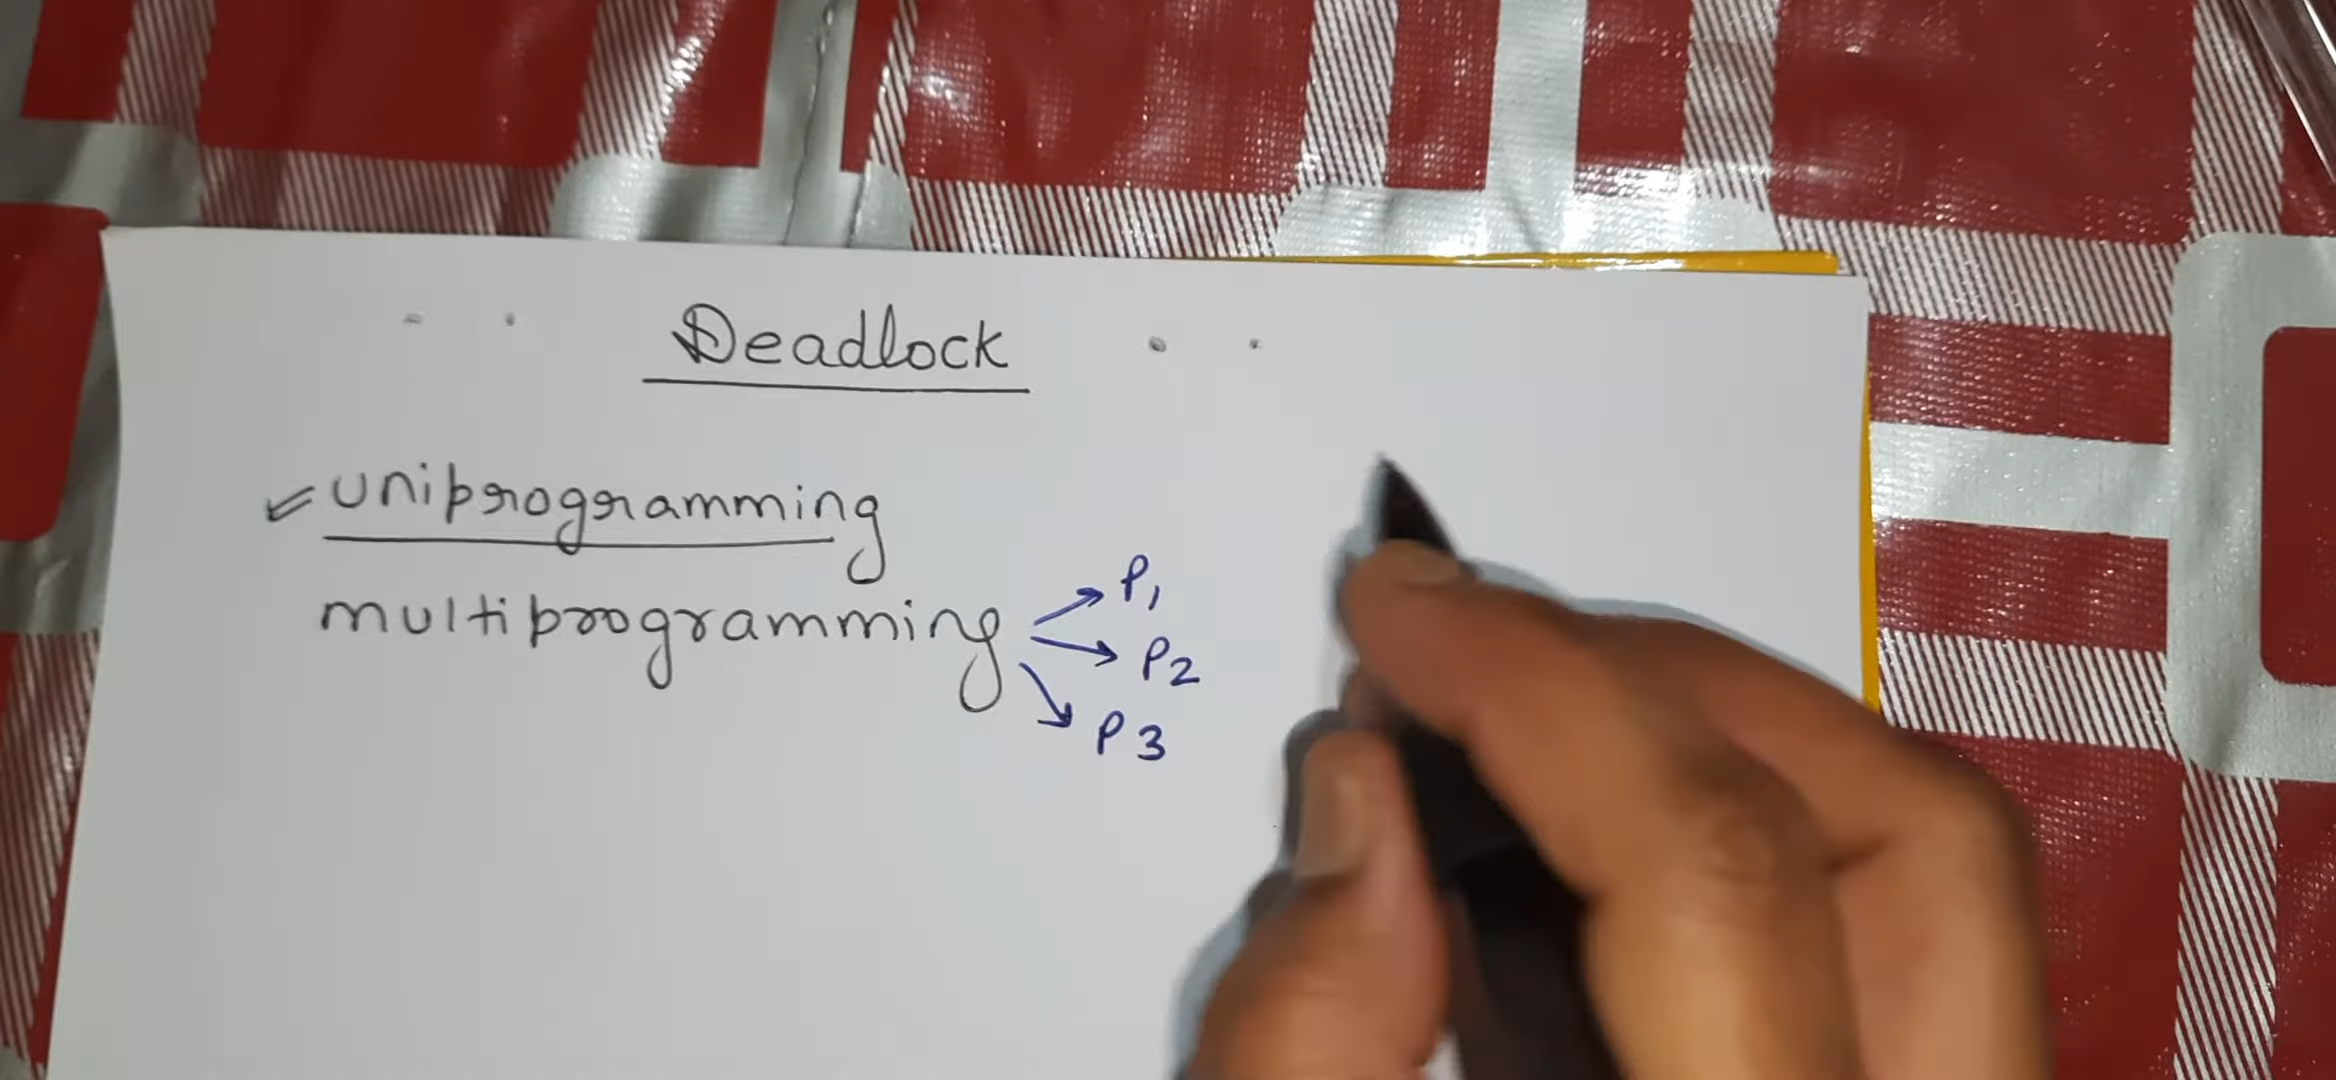 Deadlock
uniprogramming
multiprogramming
P1
P2
P3